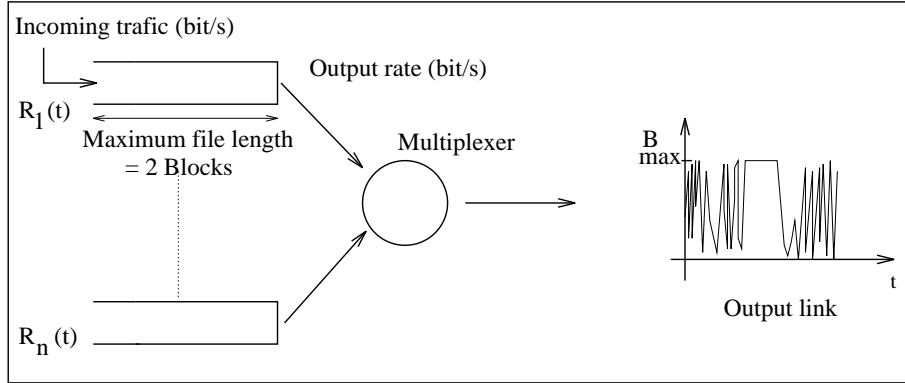 Incoming trafic (bit/s)
Output rate (bit/s)
R1(t)
Maximum file length
= 2 Blocks
Multiplexer
B
max
t
Output link
Rn(t)